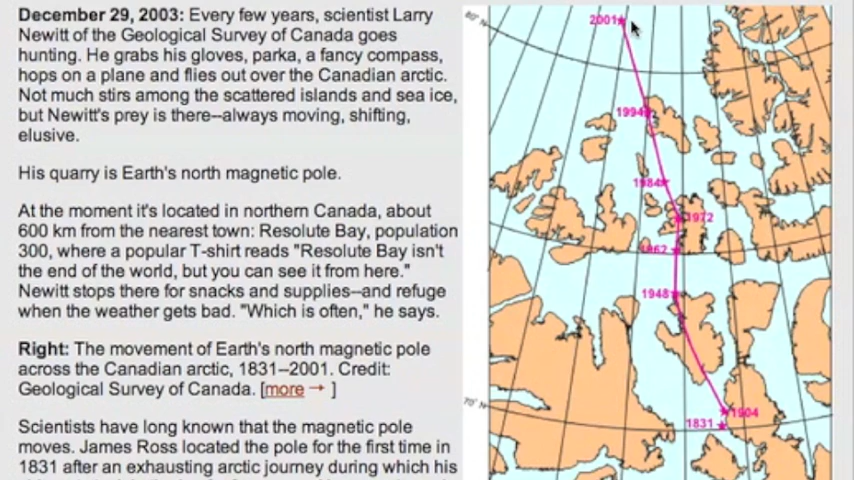 December 29, 2003: Every few years, scientist Larry
Newitt of the Geological Survey of Canada goes
hunting. He grabs his gloves, parka, a fancy compass,
hops on a plane and flies out over the Canadian arctic.
Not much stirs among the scattered islands and sea ice,
but Newitt's prey is there--always moving, shifting,
elusive.
His quarry is Earth's north magnetic pole.
At the moment it's located in northern Canada, about
600 km from the nearest town: Resolute Bay, population
300, where a popular T-shirt reads "Resolute Bay isn't
the end of the world, but you can see it from here."
Newitt stops there for snacks and supplies--and refuge
when the weather gets bad. "Which is often," he says.
Right: The movement of Earth's north magnetic pole
across the Canadian arctic, 1831--2001. Credit:
Geological Survey of Canada. [more → ]
Scientists have long known that the magnetic pole
moves. James Ross located the pole for the first time in
1831 after an exhausting arctic journey during which his
80° N
2001
1994
1984
1972
1962
1948
70° N
1904
1831